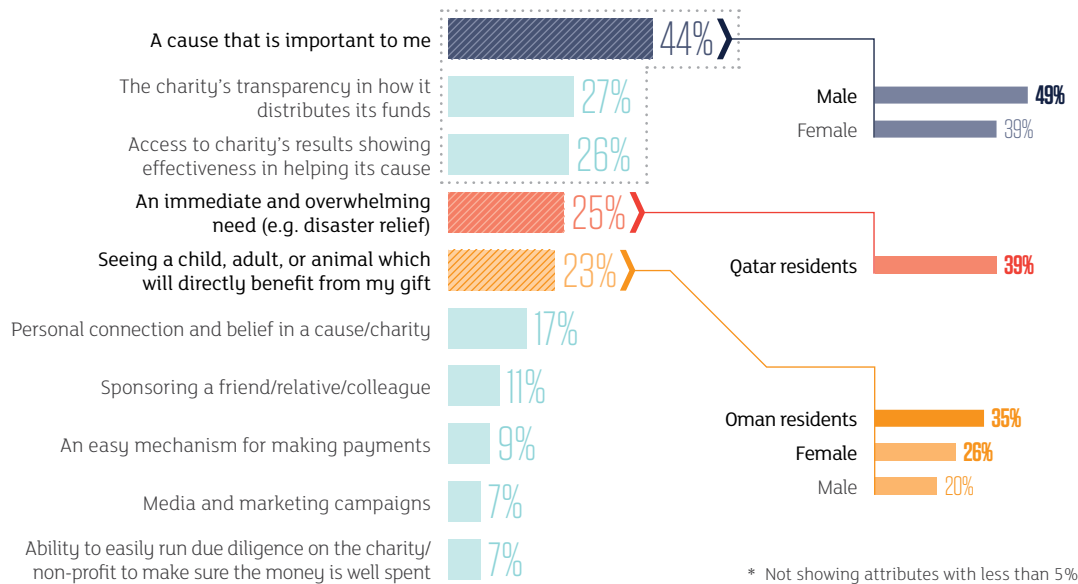 A cause that is important to me
44%
The charity's transparency in how it
distributes its funds
27%
Access to charity's results showing
effectiveness in helping its cause
26%
An immediate and overwhelming
need (e.g. disaster relief)
25%
Seeing a child, adult, or animal which
will directly benefit from my gift
23%
Personal connection and belief in a cause/charity
17%
Sponsoring a friend/relative/colleague
11%
An easy mechanism for making payments
9%
Media and marketing campaigns
7%
Ability to easily run due diligence on the charity/
non-profit to make sure the money is well spent
7%
Male 49%
Female 39%
Qatar residents 39%
Oman residents 35%
Female 26%
Male 20%
* Not showing attributes with less than 5%